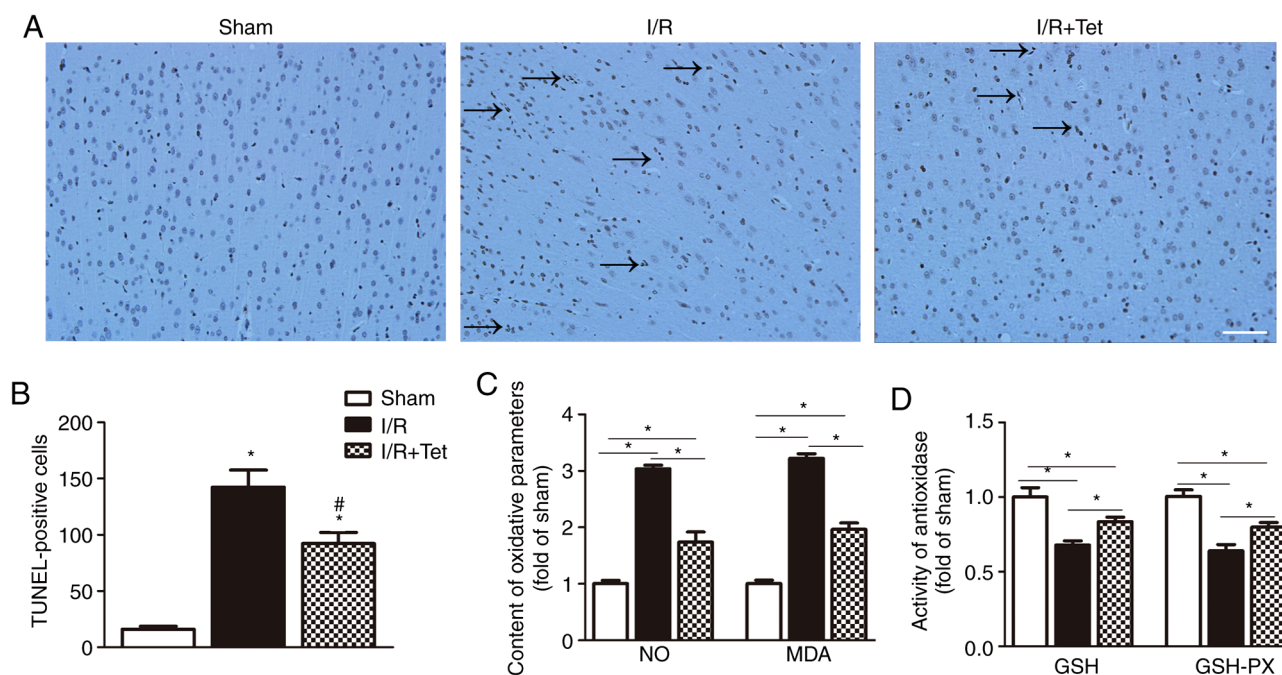 A
Sham
I/R
I/R+Tet
B
Sham
I/R
I/R+Tet
TUNEL-positive cells
200
150
100
50
0
*
#
*
C
Content of oxidative parameters
(fold of sham)
4
3
2
1
0
*
*
*
*
*
*
NO
MDA
D
Activity of antioxidase
(fold of sham)
1.5
1.0
0.5
0.0
*
*
*
*
*
*
GSH
GSH-PX